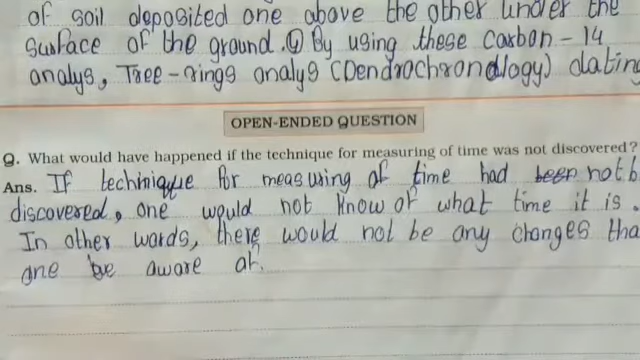 of soil deposited one above the other under the
surface of the ground. ① By using these carbon - 14
analys, Tree - rings analys (Dendrochronology) dating
OPEN-ENDED QUESTION
Q. What would have happened if the technique for measuring of time was not discovered?
Ans. If technique for measuring of time had not b
discovered, one would not know of what time it is.
In other words, there would not be any changes tha
one be aware of.